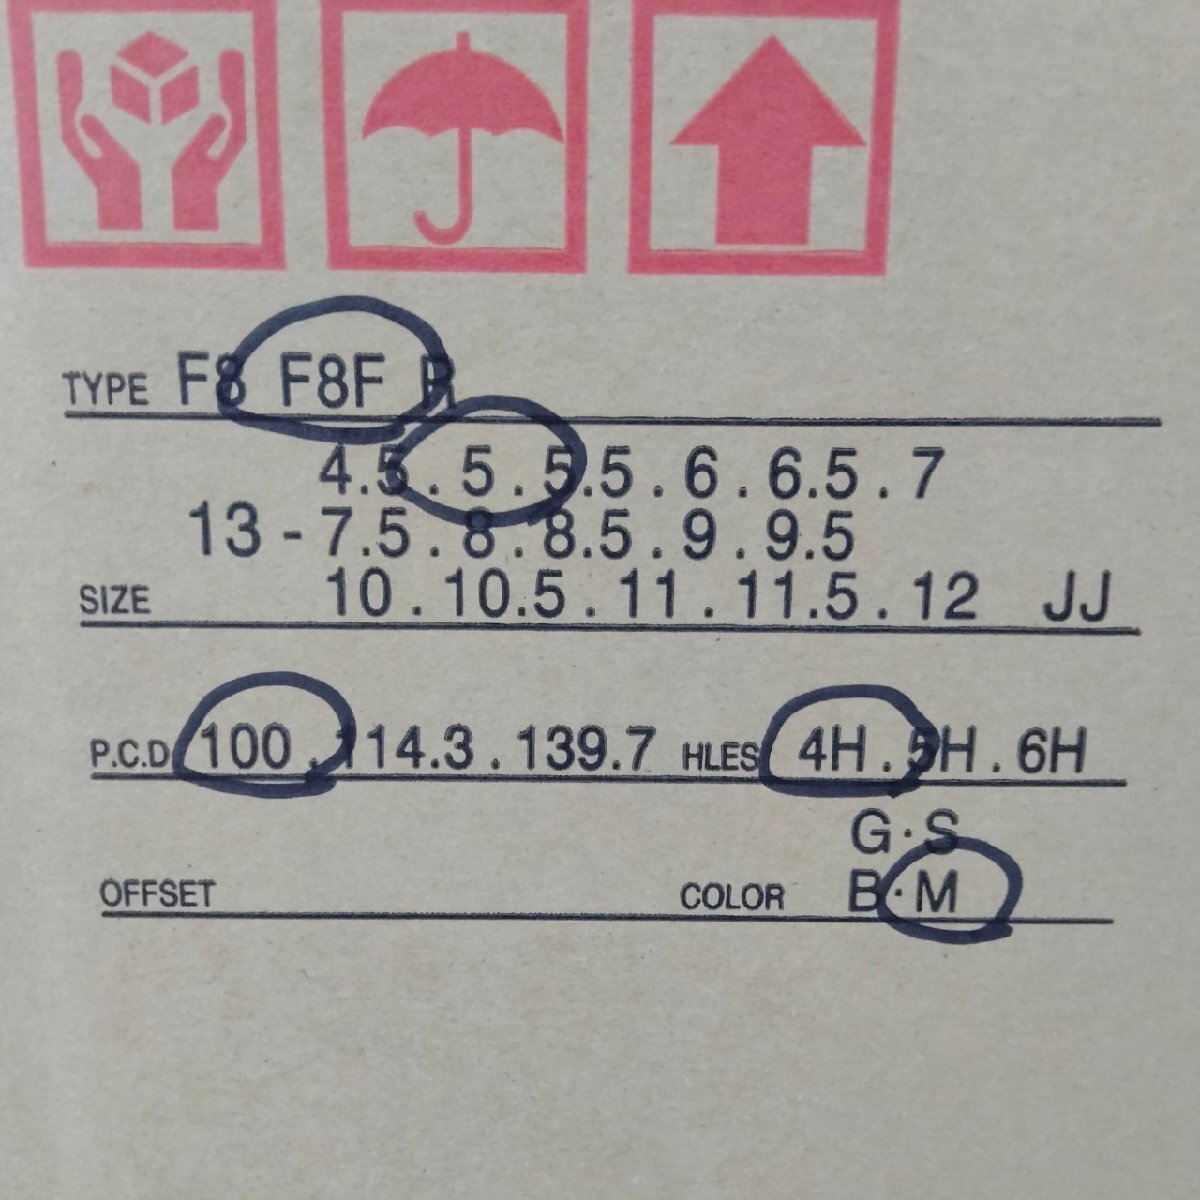 TYPE F8 F8F R
4.5 . 5 . 5.5 . 6 . 6.5 . 7
13 - 7.5 . 8 . 8.5 . 9 . 9.5
SIZE 10 . 10.5 . 11 . 11.5 . 12 JJ
P.C.D 100 . 114.3 . 139.7 HLES 4H . 5H . 6H
G · S
OFFSET COLOR B · M